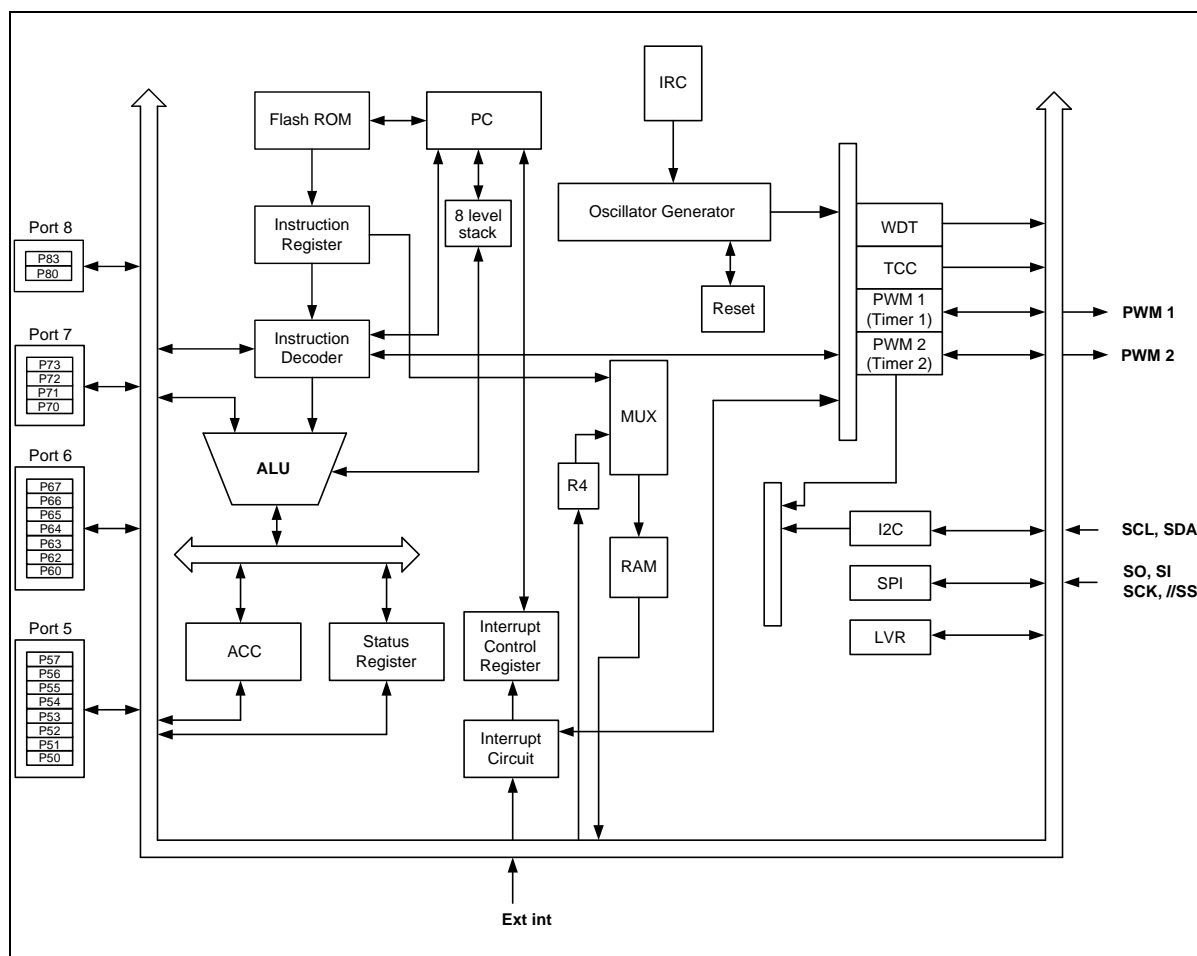 IRC
Flash ROM
PC
Oscillator Generator
Instruction
Register
8 level
stack
WDT
TCC
PWM 1
(Timer 1)
PWM 2
(Timer 2)
Reset
PWM 1
PWM 2
Port 8
P83
P80
Port 7
P73
P72
P71
P70
Instruction
Decoder
MUX
ALU
R4
Port 6
P67
P66
P65
P64
P63
P62
P60
RAM
I2C
SPI
LVR
SCL, SDA
SO, SI
SCK, //SS
Port 5
P57
P56
P55
P54
P53
P52
P51
P50
ACC
Status
Register
Interrupt
Control
Register
Interrupt
Circuit
Ext int